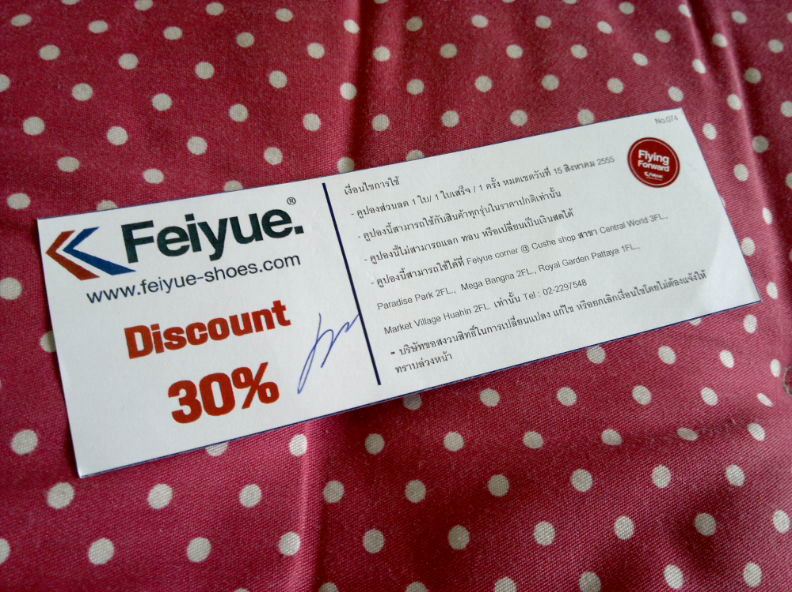 Feiyue.®
www.feiyue-shoes.com
Discount
30%
No.074
Flying
Forward
เงื่อนไขการใช้
- คูปองส่วนลด 1 ใบ/ 1 ใบเสร็จ / 1 ครั้ง หมดเขตวันที่ 15 สิงหาคม 2555
- คูปองนี้สามารถใช้กับสินค้าทุกรุ่นในราคาปกติเท่านั้น
- คูปองนี้ไม่สามารถแลก ทอน หรือเปลี่ยนเป็นเงินสดได้
- คูปองนี้สามารถใช้ได้ที่ Feiyue corner @ Cushe shop สาขา Central World 3FL.,
Paradise Park 2FL., Mega Bangna 2FL., Royal Garden Pattaya 1FL.,
Market Village Huahin 2FL. เท่านั้น Tel : 02-2297548
- บริษัทขอสงวนสิทธิ์ในการเปลี่ยนแปลง แก้ไข หรือยกเลิกเงื่อนไขโดยไม่ต้องแจ้งให้
ทราบล่วงหน้า